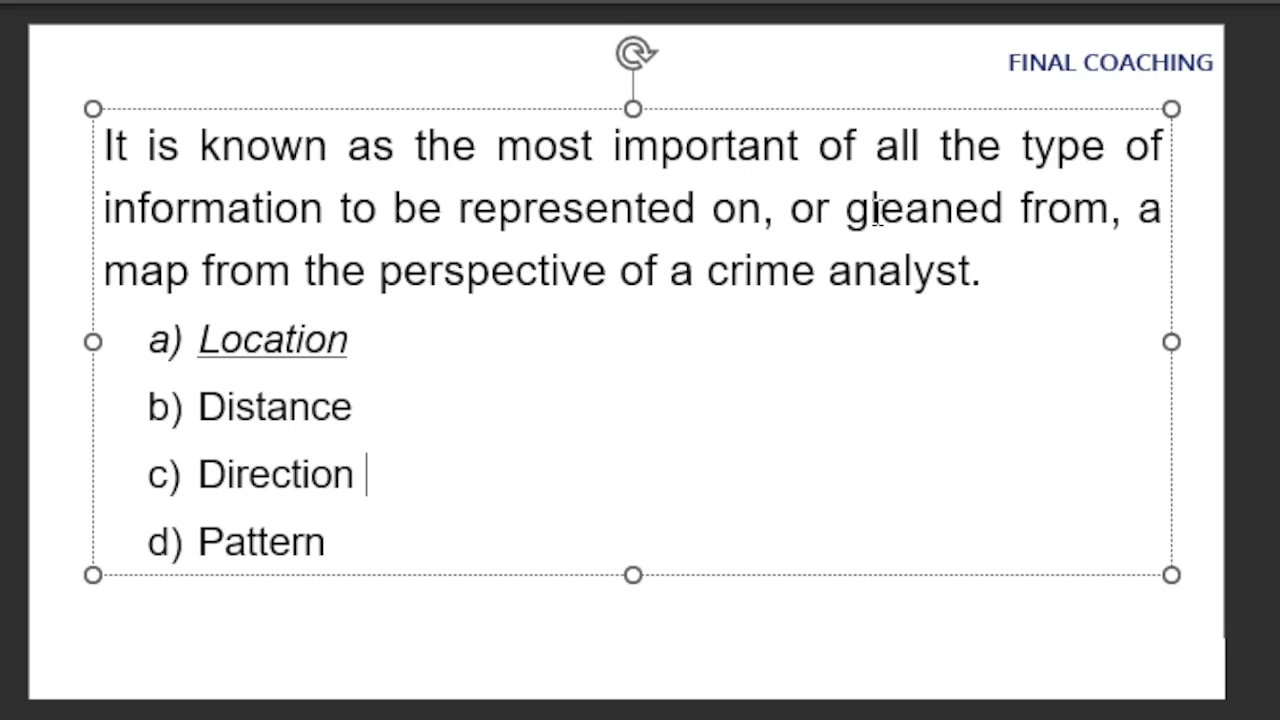 FINAL COACHING
It is known as the most important of all the type of
information to be represented on, or gleaned from, a
map from the perspective of a crime analyst.
a) Location
b) Distance
c) Direction
d) Pattern